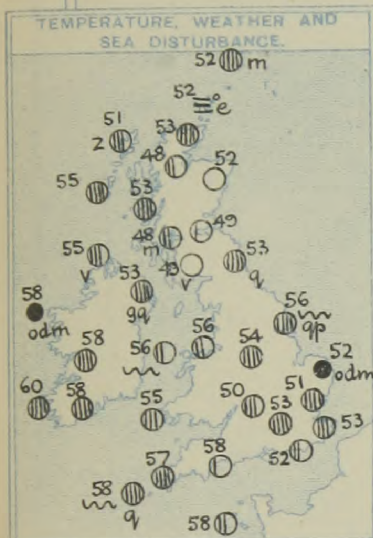 TEMPERATURE, WEATHER AND
SEA DISTURBANCE.
52 m
52 e
51 z
53
48
52
55
53
48 m
49
55 v
49 v
53 q
58 odm
53 gq
56 qp
58
56
56
54
52 odm
60
58
55
50
53
51
53
52
58
57
58 q
58